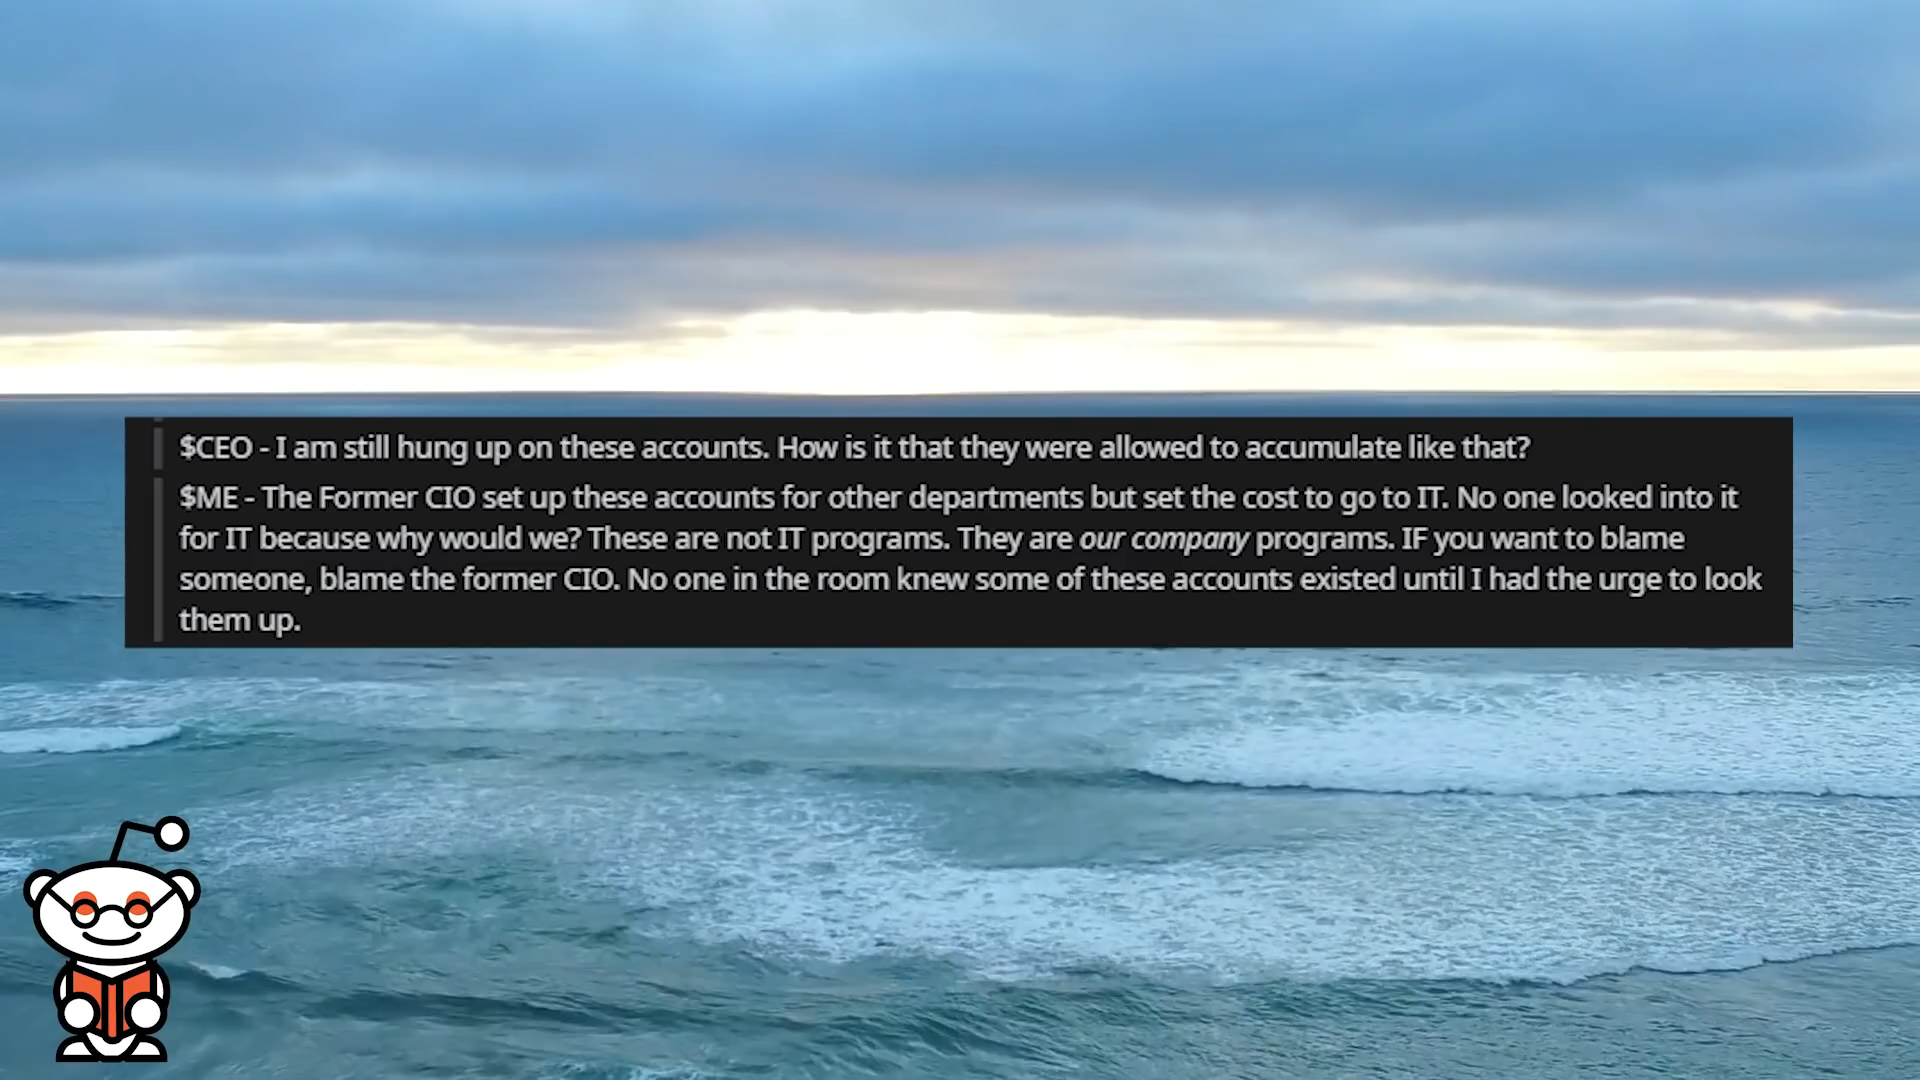 $CEO - I am still hung up on these accounts. How is it that they were allowed to accumulate like that?
$ME - The Former CIO set up these accounts for other departments but set the cost to go to IT. No one looked into it
for IT because why would we? These are not IT programs. They are our company programs. IF you want to blame
someone, blame the former CIO. No one in the room knew some of these accounts existed until I had the urge to look
them up.